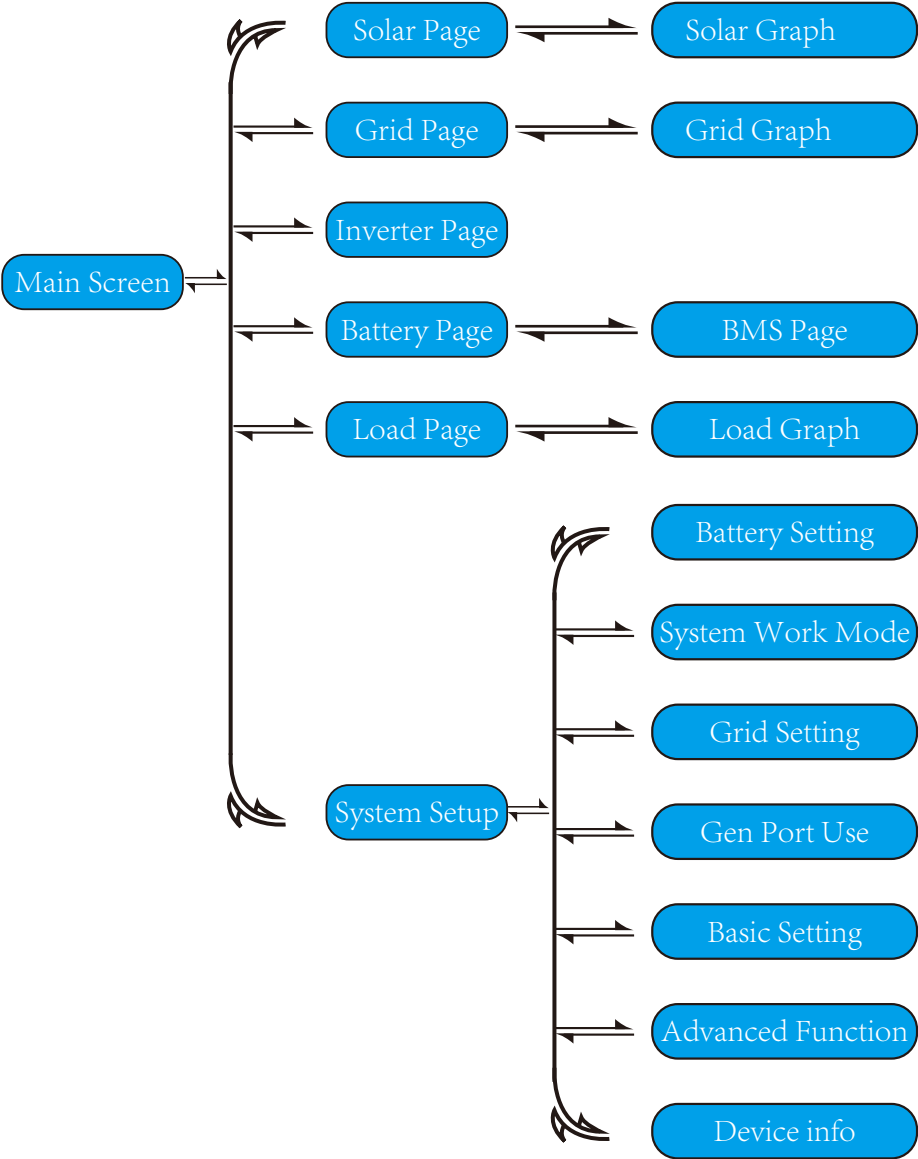 Solar Page
Solar Graph
Grid Page
Grid Graph
Inverter Page
Main Screen
Battery Page
BMS Page
Load Page
Load Graph
Battery Setting
System Work Mode
Grid Setting
System Setup
Gen Port Use
Basic Setting
Advanced Function
Device info